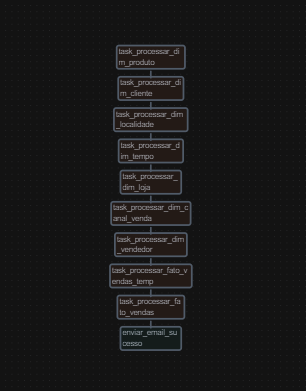 task_processar_di
m_produto
task_processar_di
m_cliente
task_processar_dim
_localidade
task_processar_d
im_tempo
task_processar_
dim_loja
task_processar_dim_c
anal_venda
task_processar_dim
_vendedor
task_processar_fato_v
endas_temp
task_processar_fa
to_vendas
enviar_email_su
cesso